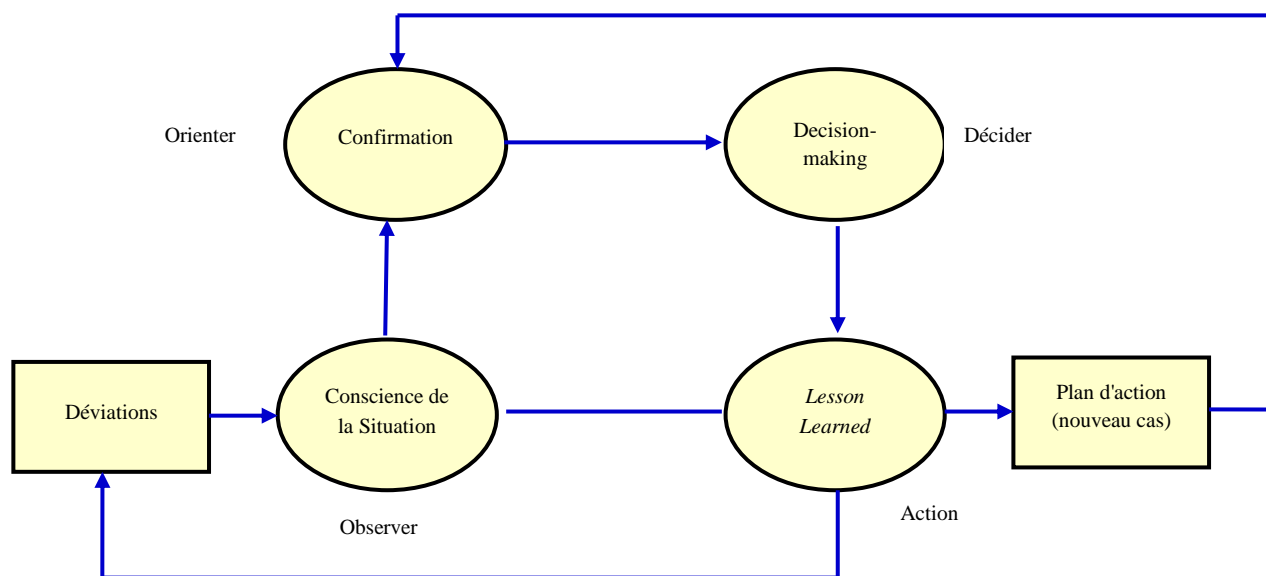 Orienter
Confirmation
Decision-
making
Décider
Déviations
Conscience de
la Situation
Lesson
Learned
Plan d'action
(nouveau cas)
Observer
Action